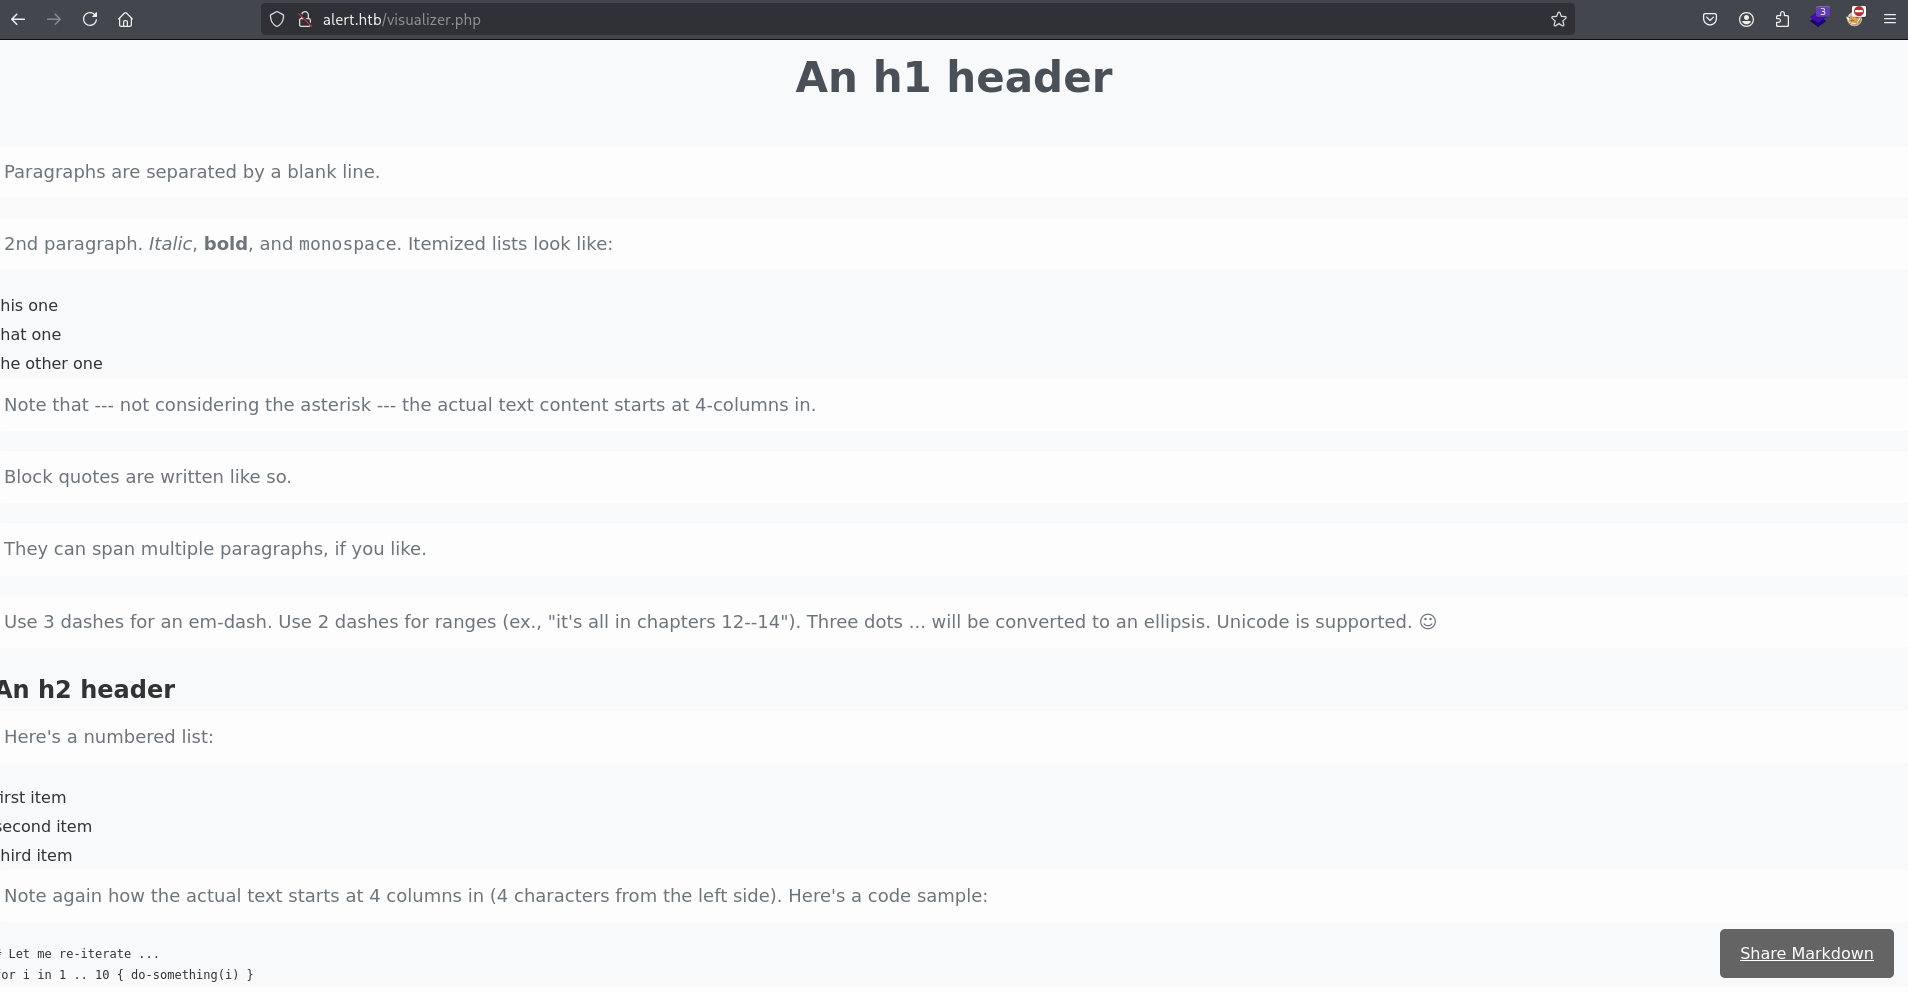 alert.htb/visualizer.php
3
An h1 header
Paragraphs are separated by a blank line.
2nd paragraph. Italic, bold, and monospace. Itemized lists look like:
his one
hat one
he other one
Note that --- not considering the asterisk --- the actual text content starts at 4-columns in.
Block quotes are written like so.
They can span multiple paragraphs, if you like.
Use 3 dashes for an em-dash. Use 2 dashes for ranges (ex., "it's all in chapters 12--14"). Three dots ... will be converted to an ellipsis. Unicode is supported. ☺
An h2 header
Here's a numbered list:
irst item
second item
hird item
Note again how the actual text starts at 4 columns in (4 characters from the left side). Here's a code sample:
# Let me re-iterate ...
for i in 1 .. 10 { do-something(i) }
Share Markdown